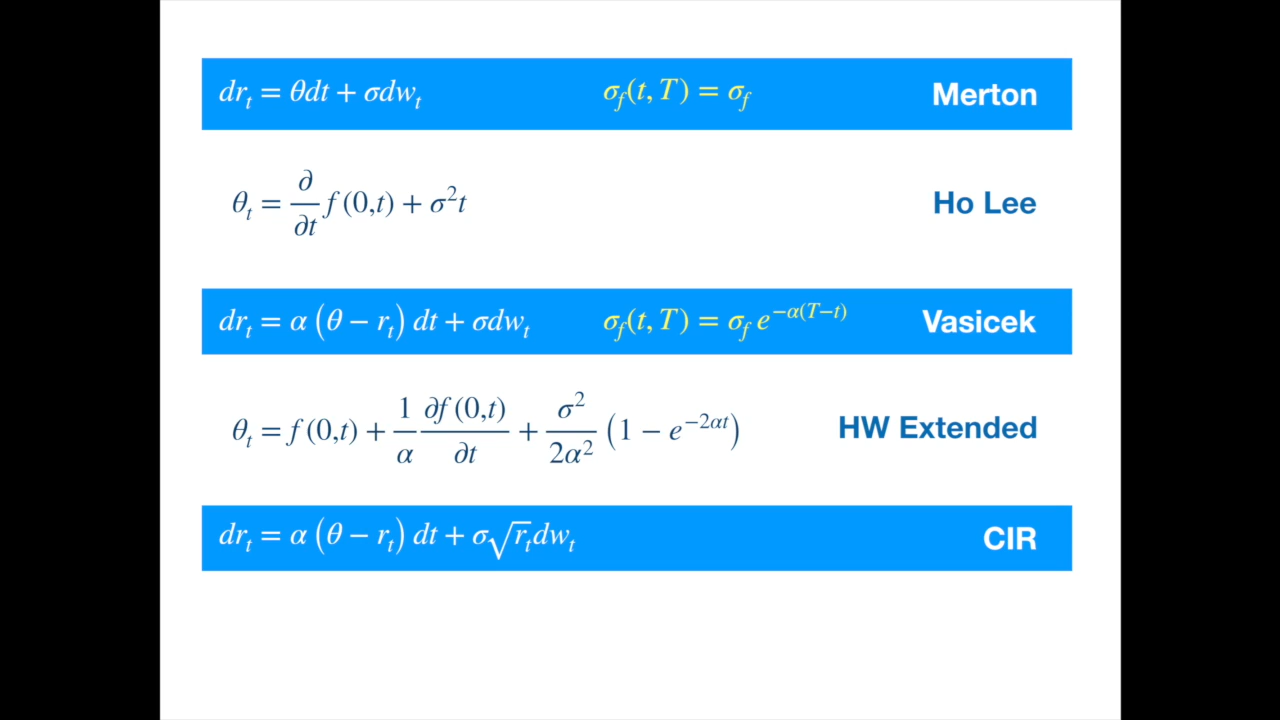 dr_t = θdt + σdw_t σ_f(t, T) = σ_f Merton
θ_t = ∂/∂t f(0,t) + σ²t Ho Lee
dr_t = α (θ − r_t) dt + σdw_t σ_f(t, T) = σ_f e^{−α(T−t)} Vasicek
θ_t = f(0,t) + 1/α ∂f(0,t)/∂t + σ²/2α² (1 − e^{−2αt}) HW Extended
dr_t = α (θ − r_t) dt + σ√r_t dw_t CIR